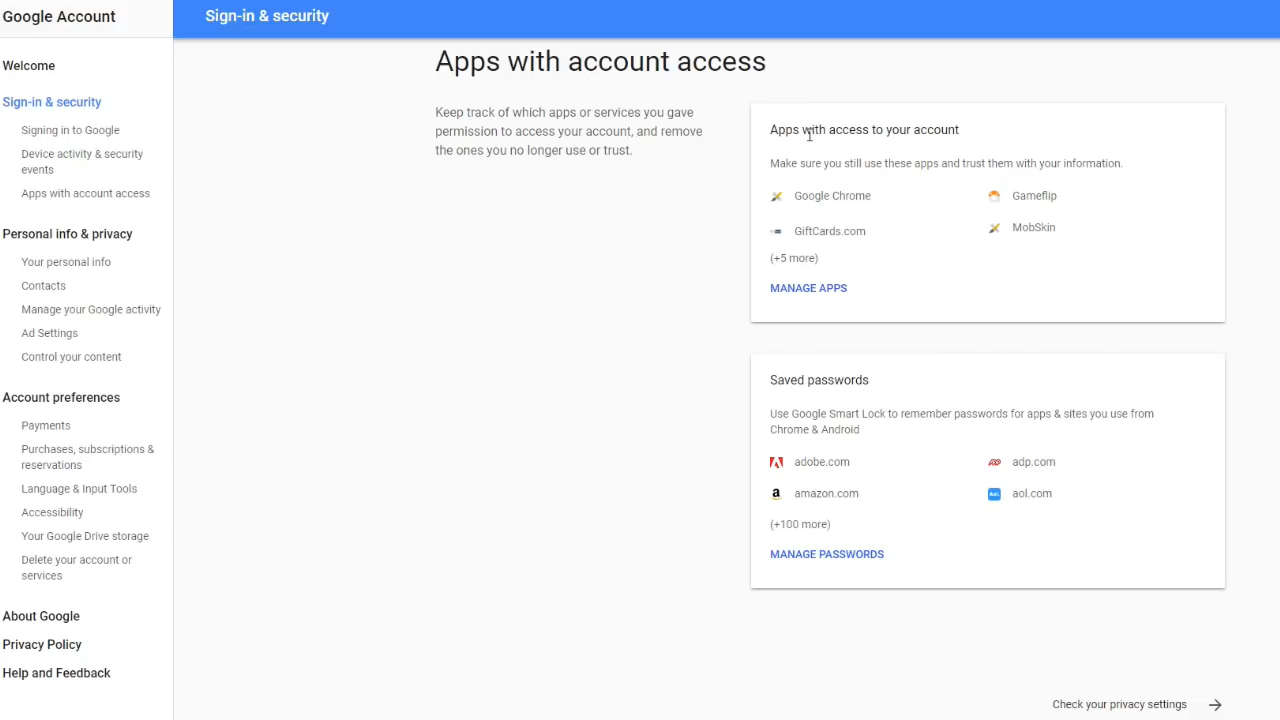 Google Account
Sign-in & security
Welcome
Sign-in & security
Signing in to Google
Device activity & security
events
Apps with account access
Personal info & privacy
Your personal info
Contacts
Manage your Google activity
Ad Settings
Control your content
Account preferences
Payments
Purchases, subscriptions &
reservations
Language & Input Tools
Accessibility
Your Google Drive storage
Delete your account or
services
About Google
Privacy Policy
Help and Feedback
Apps with account access
Keep track of which apps or services you gave
permission to access your account, and remove
the ones you no longer use or trust.
Apps with access to your account
Make sure you still use these apps and trust them with your information.
Google Chrome
Gameflip
GiftCards.com
MobSkin
(+5 more)
MANAGE APPS
Saved passwords
Use Google Smart Lock to remember passwords for apps & sites you use from
Chrome & Android
adobe.com
adp.com
amazon.com
Aol.
aol.com
(+100 more)
MANAGE PASSWORDS
Check your privacy settings